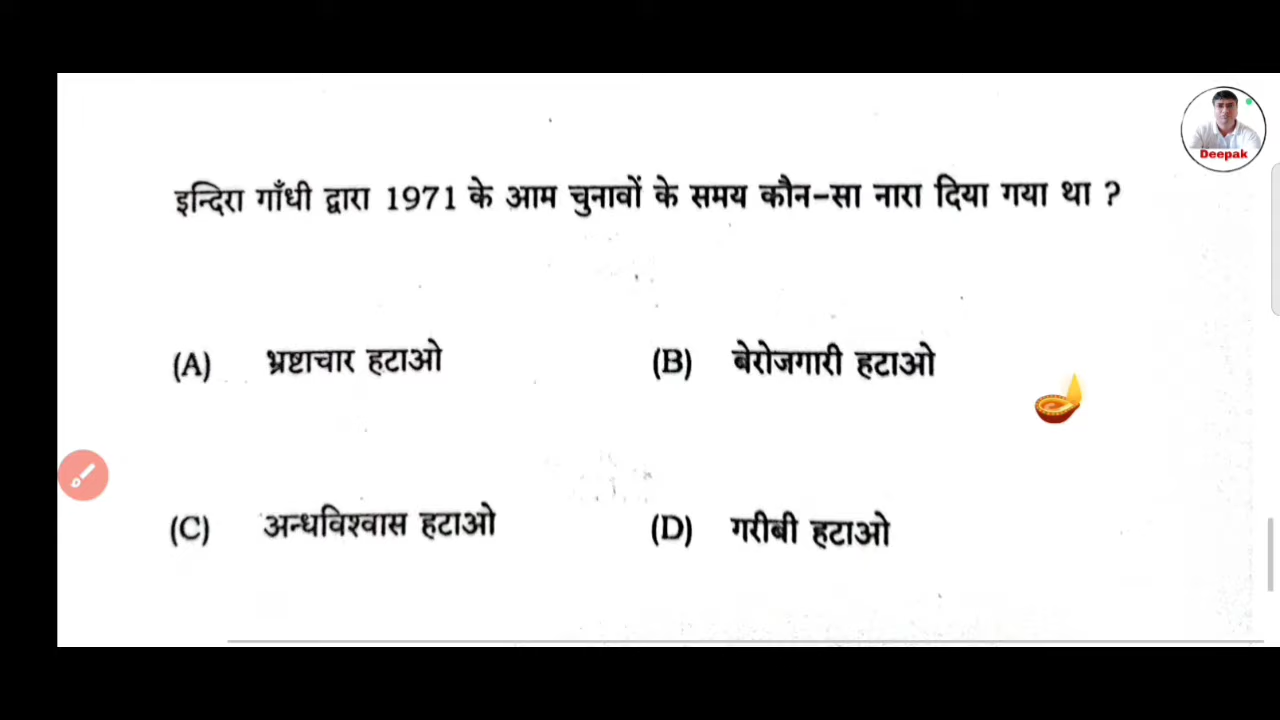 Deepak
इन्दिरा गाँधी द्वारा 1971 के आम चुनावों के समय कौन-सा नारा दिया गया था ?
(A) भ्रष्टाचार हटाओ (B) बेरोजगारी हटाओ
(C) अन्धविश्वास हटाओ (D) गरीबी हटाओ